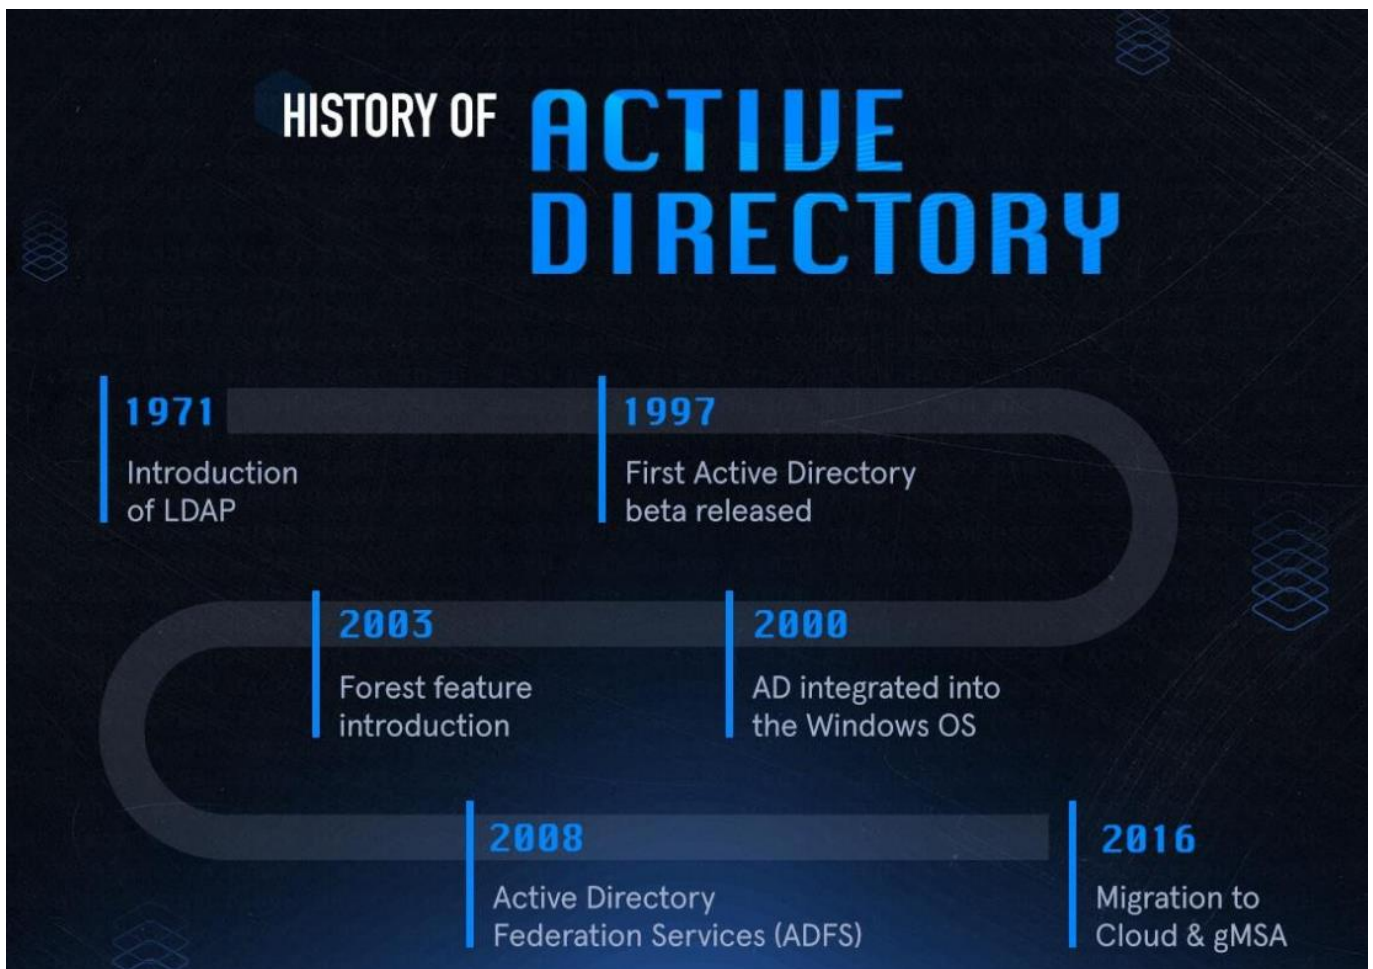 HISTORY OF ACTIVE
DIRECTORY
1971
Introduction
of LDAP
1997
First Active Directory
beta released
2000
AD integrated into
the Windows OS
2003
Forest feature
introduction
2008
Active Directory
Federation Services (ADFS)
2016
Migration to
Cloud & gMSA